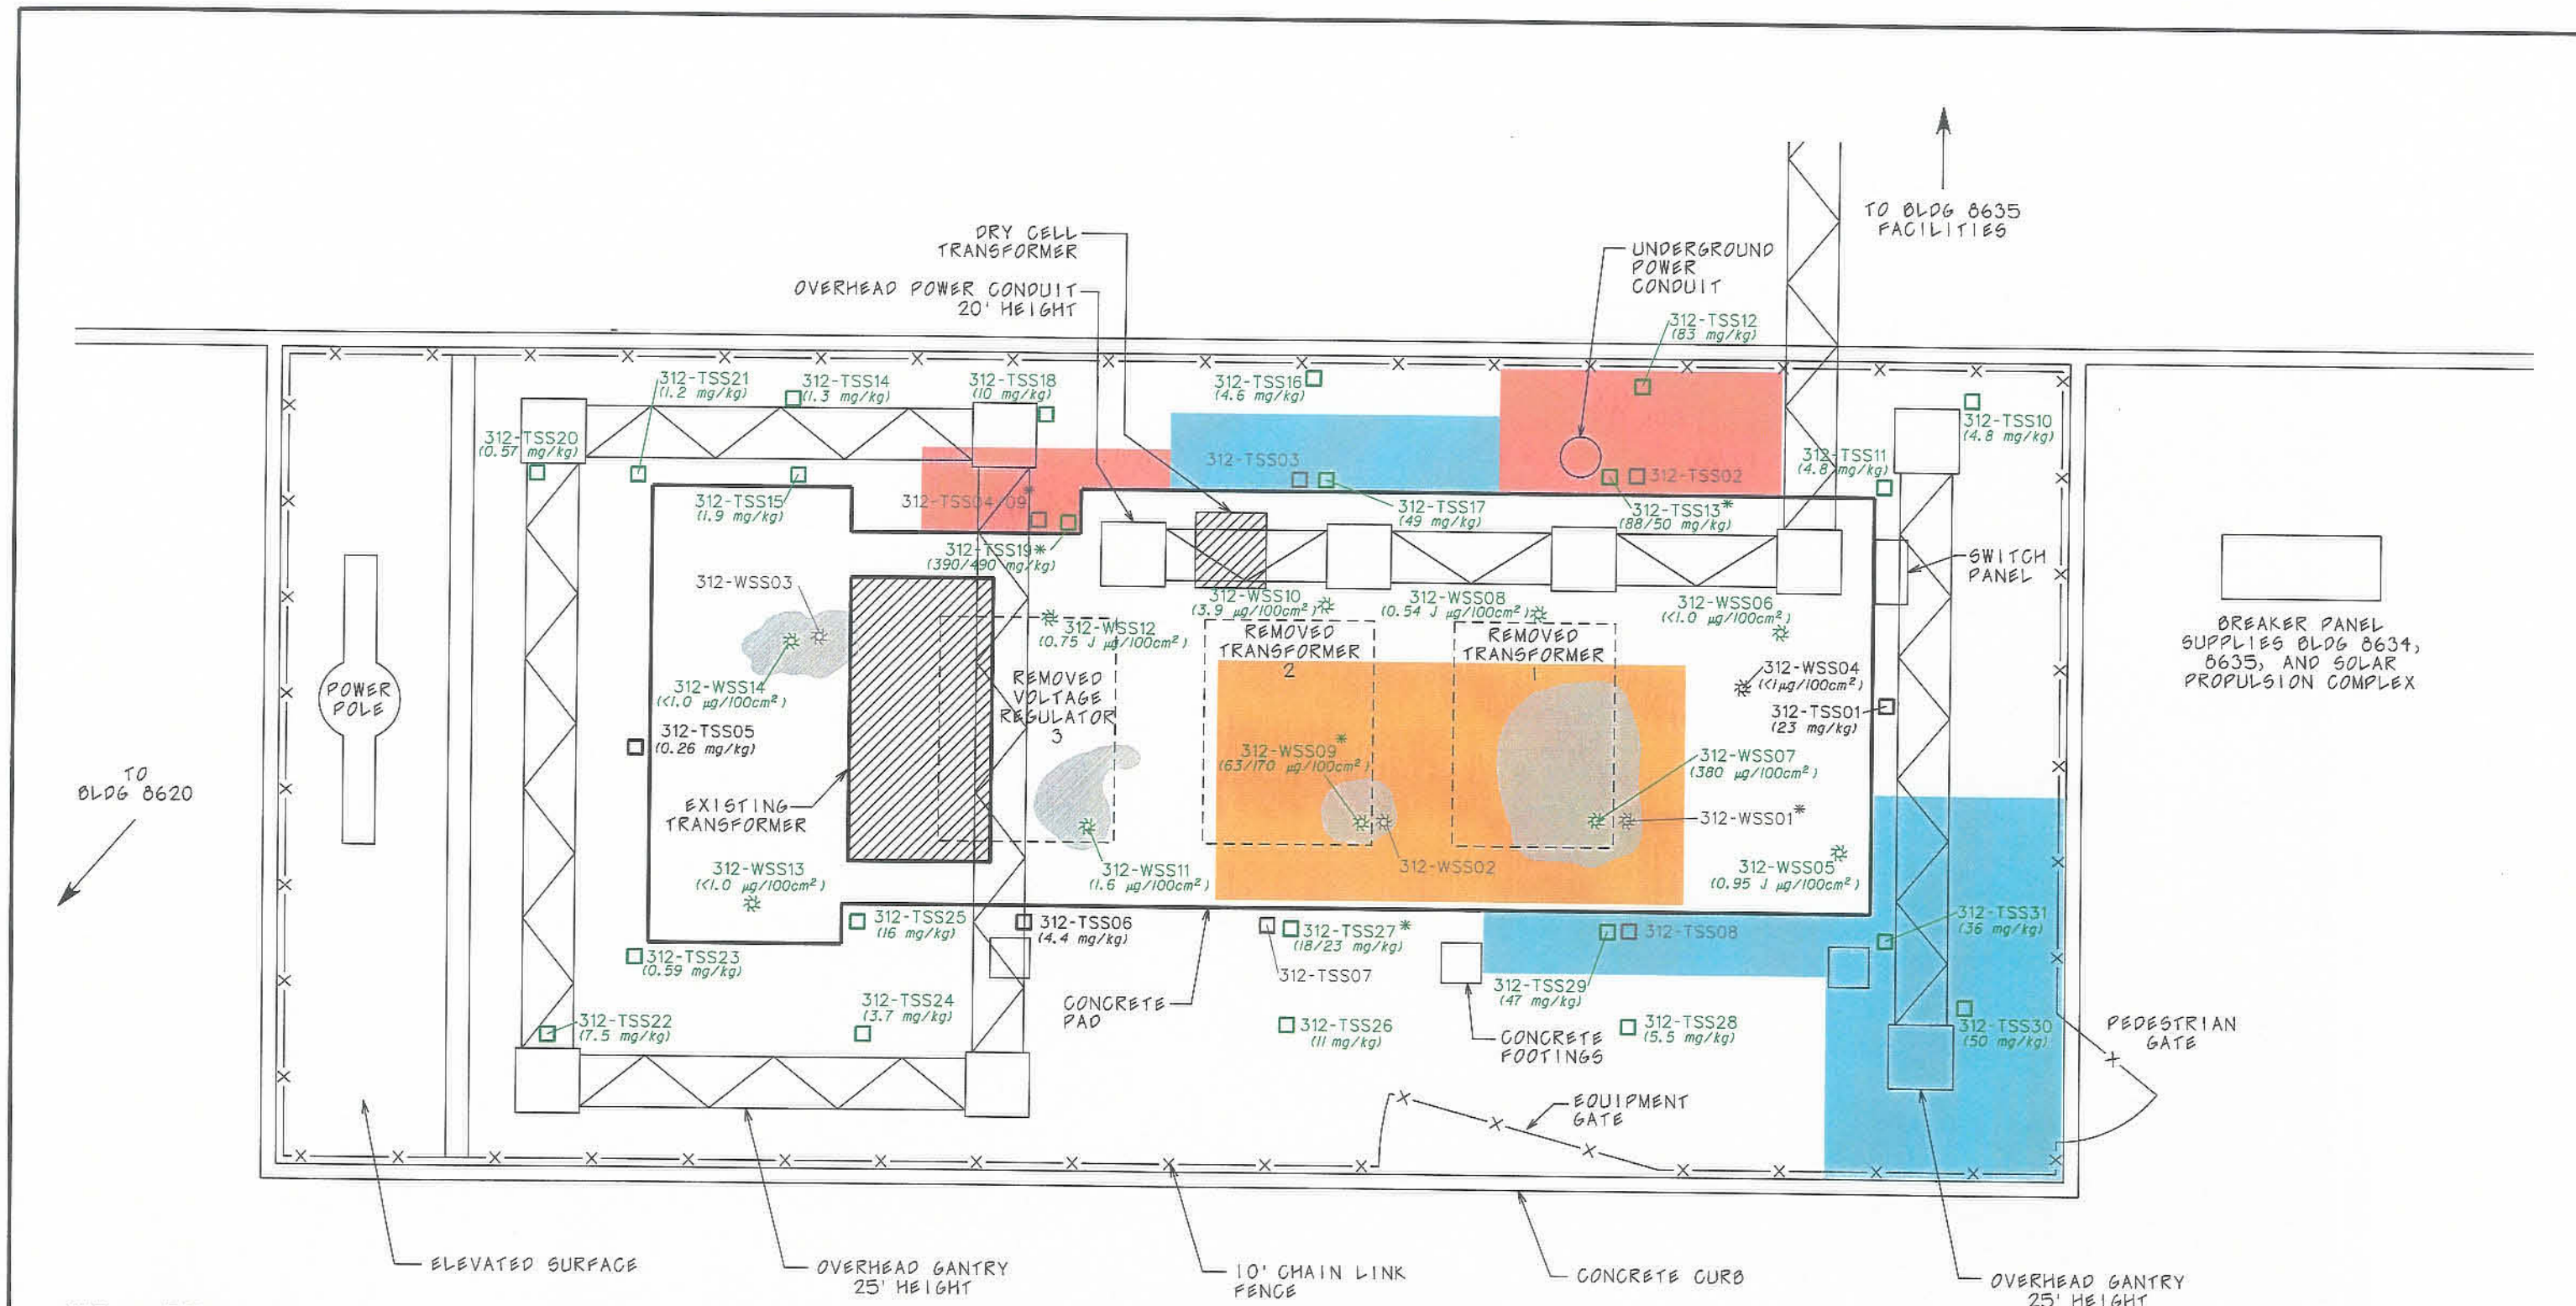 TO BLDG 8635
FACILITIES
DRY CELL
TRANSFORMER
UNDERGROUND
POWER
CONDUIT
OVERHEAD POWER CONDUIT
20' HEIGHT
312-TSS12
(83 mg/kg)
312-TSS21
(1.2 mg/kg)
312-TSS14
(1.3 mg/kg)
312-TSS18
(10 mg/kg)
312-TSS16
(4.6 mg/kg)
312-TSS10
(4.8 mg/kg)
312-TSS20
(0.57 mg/kg)
312-TSS03
312-TSS02
312-TSS11
(4.8 mg/kg)
312-TSS15
(1.9 mg/kg)
312-TSS04/09*
312-TSS17
(49 mg/kg)
312-TSS13*
(88/50 mg/kg)
312-TSS19*
(390/490 mg/kg)
SWITCH
PANEL
312-WSS03
312-WSS10
(3.9 µg/100cm²)
312-WSS08
(0.54 J µg/100cm²)
312-WSS06
(<1.0 µg/100cm²)
312-WSS12
(0.75 J µg/100cm²)
REMOVED
TRANSFORMER
2
REMOVED
TRANSFORMER
1
BREAKER PANEL
SUPPLIES BLDG 8634,
8635, AND SOLAR
PROPULSION COMPLEX
POWER
POLE
312-WSS14
(<1.0 µg/100cm²)
REMOVED
VOLTAGE
REGULATOR
3
312-WSS04
(<1µg/100cm²)
312-TSS01
(23 mg/kg)
312-TSS05
(0.26 mg/kg)
312-WSS09*
(63/170 µg/100cm²)
312-WSS07
(380 µg/100cm²)
TO
BLDG 8620
EXISTING
TRANSFORMER
312-WSS01*
312-WSS13
(<1.0 µg/100cm²)
312-WSS11
(1.6 µg/100cm²)
312-WSS02
312-WSS05
(0.95 J µg/100cm²)
312-TSS25
(16 mg/kg)
312-TSS06
(4.4 mg/kg)
312-TSS27*
(18/23 mg/kg)
312-TSS08
312-TSS31
(36 mg/kg)
312-TSS23
(0.59 mg/kg)
312-TSS07
312-TSS29
(47 mg/kg)
312-TSS24
(3.7 mg/kg)
CONCRETE
PAD
312-TSS22
(7.5 mg/kg)
312-TSS26
(11 mg/kg)
CONCRETE
FOOTINGS
312-TSS28
(5.5 mg/kg)
312-TSS30
(50 mg/kg)
PEDESTRIAN
GATE
EQUIPMENT
GATE
ELEVATED SURFACE
OVERHEAD GANTRY
25' HEIGHT
10' CHAIN LINK
FENCE
CONCRETE CURB
OVERHEAD GANTRY
25' HEIGHT